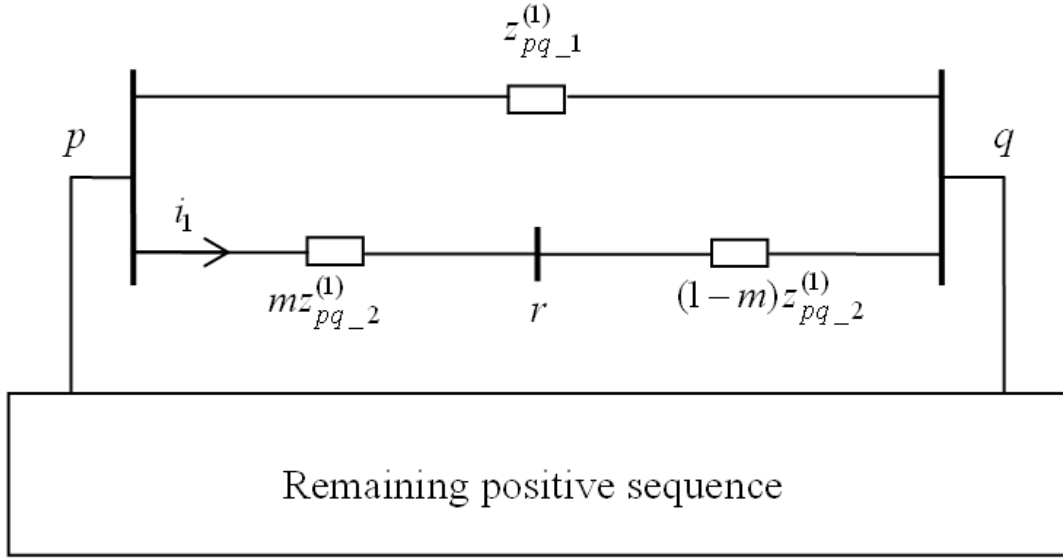 z_{pq_1}^{(1)}
p
q
i_1
mz_{pq_2}^{(1)}
r
(1-m)z_{pq_2}^{(1)}
Remaining positive sequence